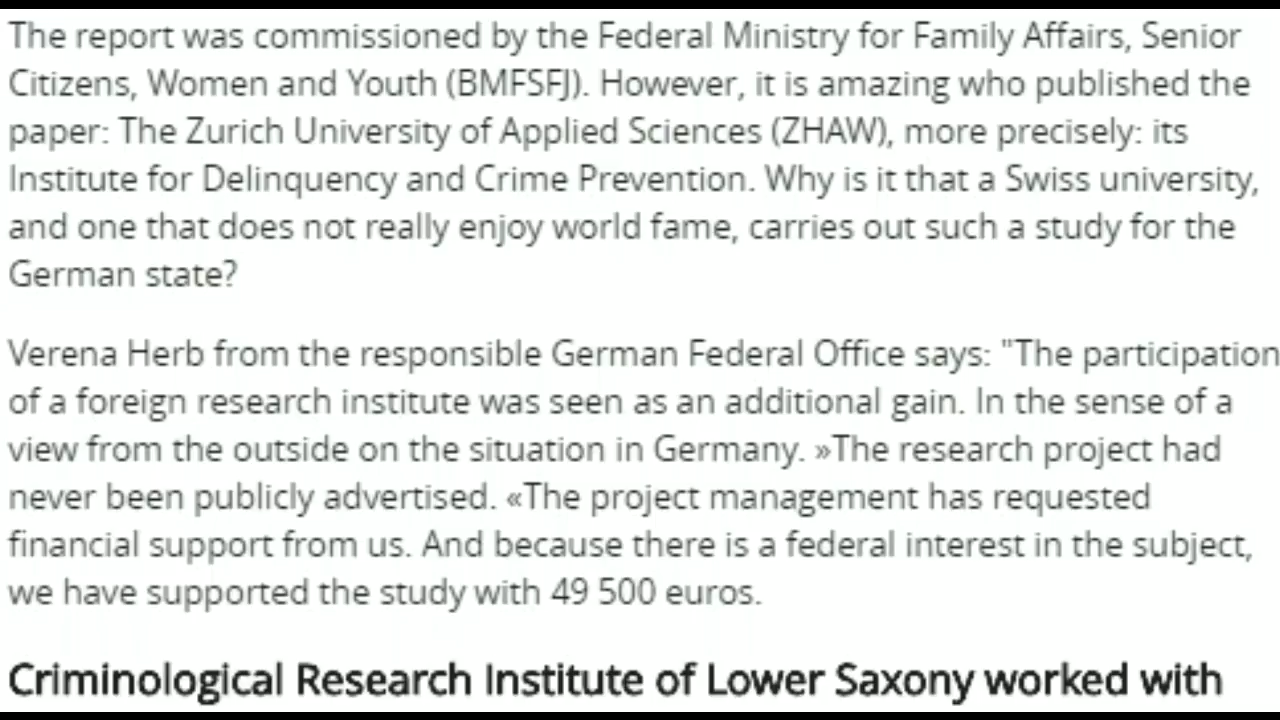 The report was commissioned by the Federal Ministry for Family Affairs, Senior
Citizens, Women and Youth (BMFSFJ). However, it is amazing who published the
paper: The Zurich University of Applied Sciences (ZHAW), more precisely: its
Institute for Delinquency and Crime Prevention. Why is it that a Swiss university,
and one that does not really enjoy world fame, carries out such a study for the
German state?
Verena Herb from the responsible German Federal Office says: "The participation
of a foreign research institute was seen as an additional gain. In the sense of a
view from the outside on the situation in Germany. »The research project had
never been publicly advertised. «The project management has requested
financial support from us. And because there is a federal interest in the subject,
we have supported the study with 49 500 euros.
Criminological Research Institute of Lower Saxony worked with